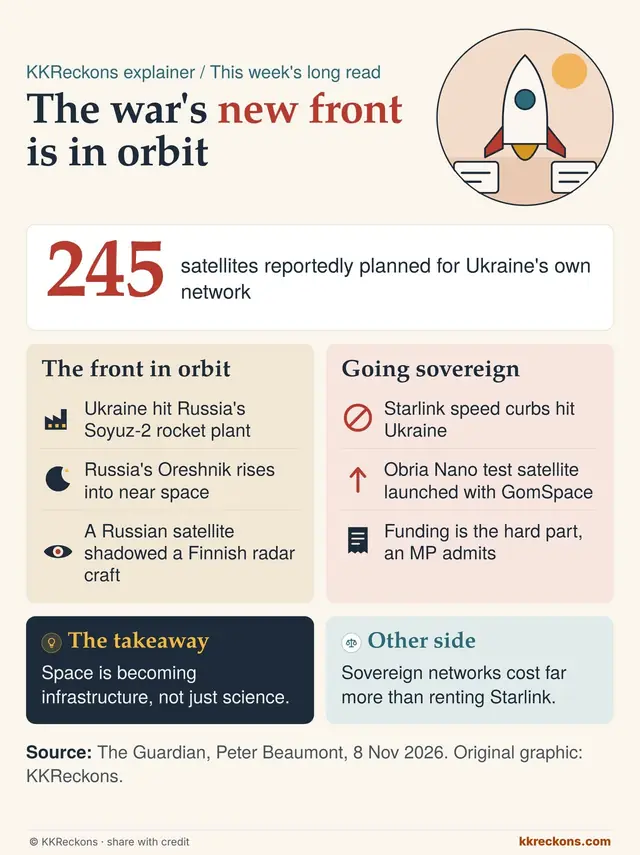 KKReckons explainer / This week's long read
The war's new front
is in orbit
245
satellites reportedly planned for Ukraine's own
network
The front in orbit
Ukraine hit Russia's
Soyuz-2 rocket plant
Russia's Oreshnik rises
into near space
A Russian satellite
shadowed a Finnish radar
craft
Going sovereign
Starlink speed curbs hit
Ukraine
Obria Nano test satellite
launched with GomSpace
Funding is the hard part,
an MP admits
The takeaway
Space is becoming
infrastructure, not just science.
Other side
Sovereign networks cost far
more than renting Starlink.
Source: The Guardian, Peter Beaumont, 8 Nov 2026. Original graphic:
KKReckons.
© KKReckons · share with credit
kkreckons.com